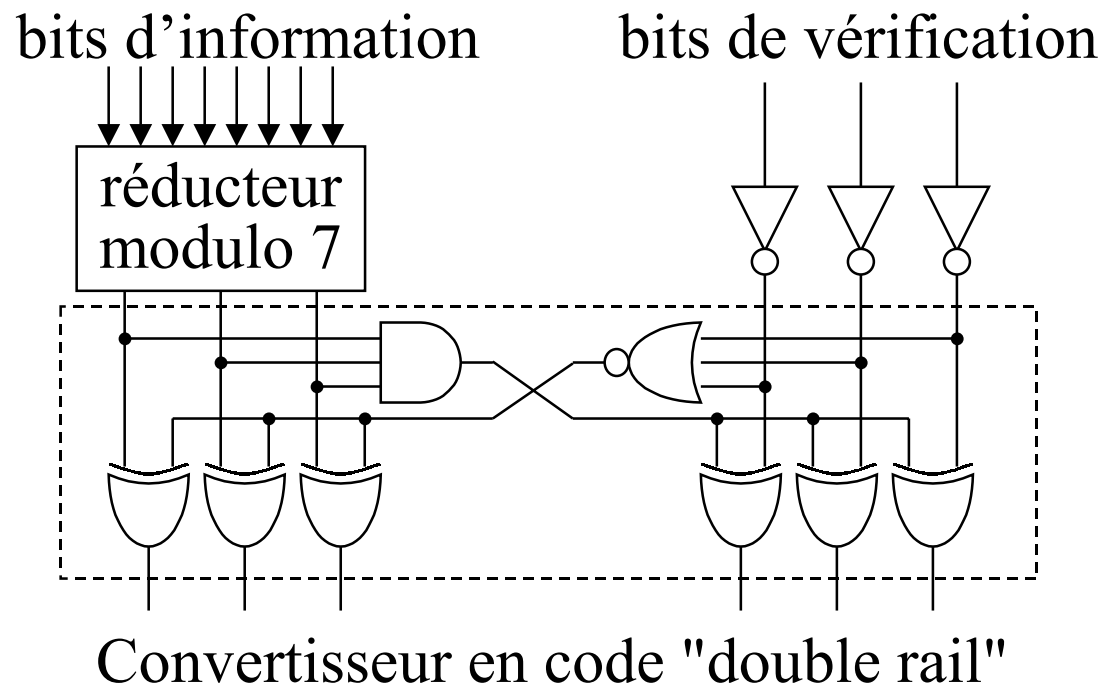 bits d’information
bits de vérification
réducteur
modulo 7
Convertisseur en code "double rail"